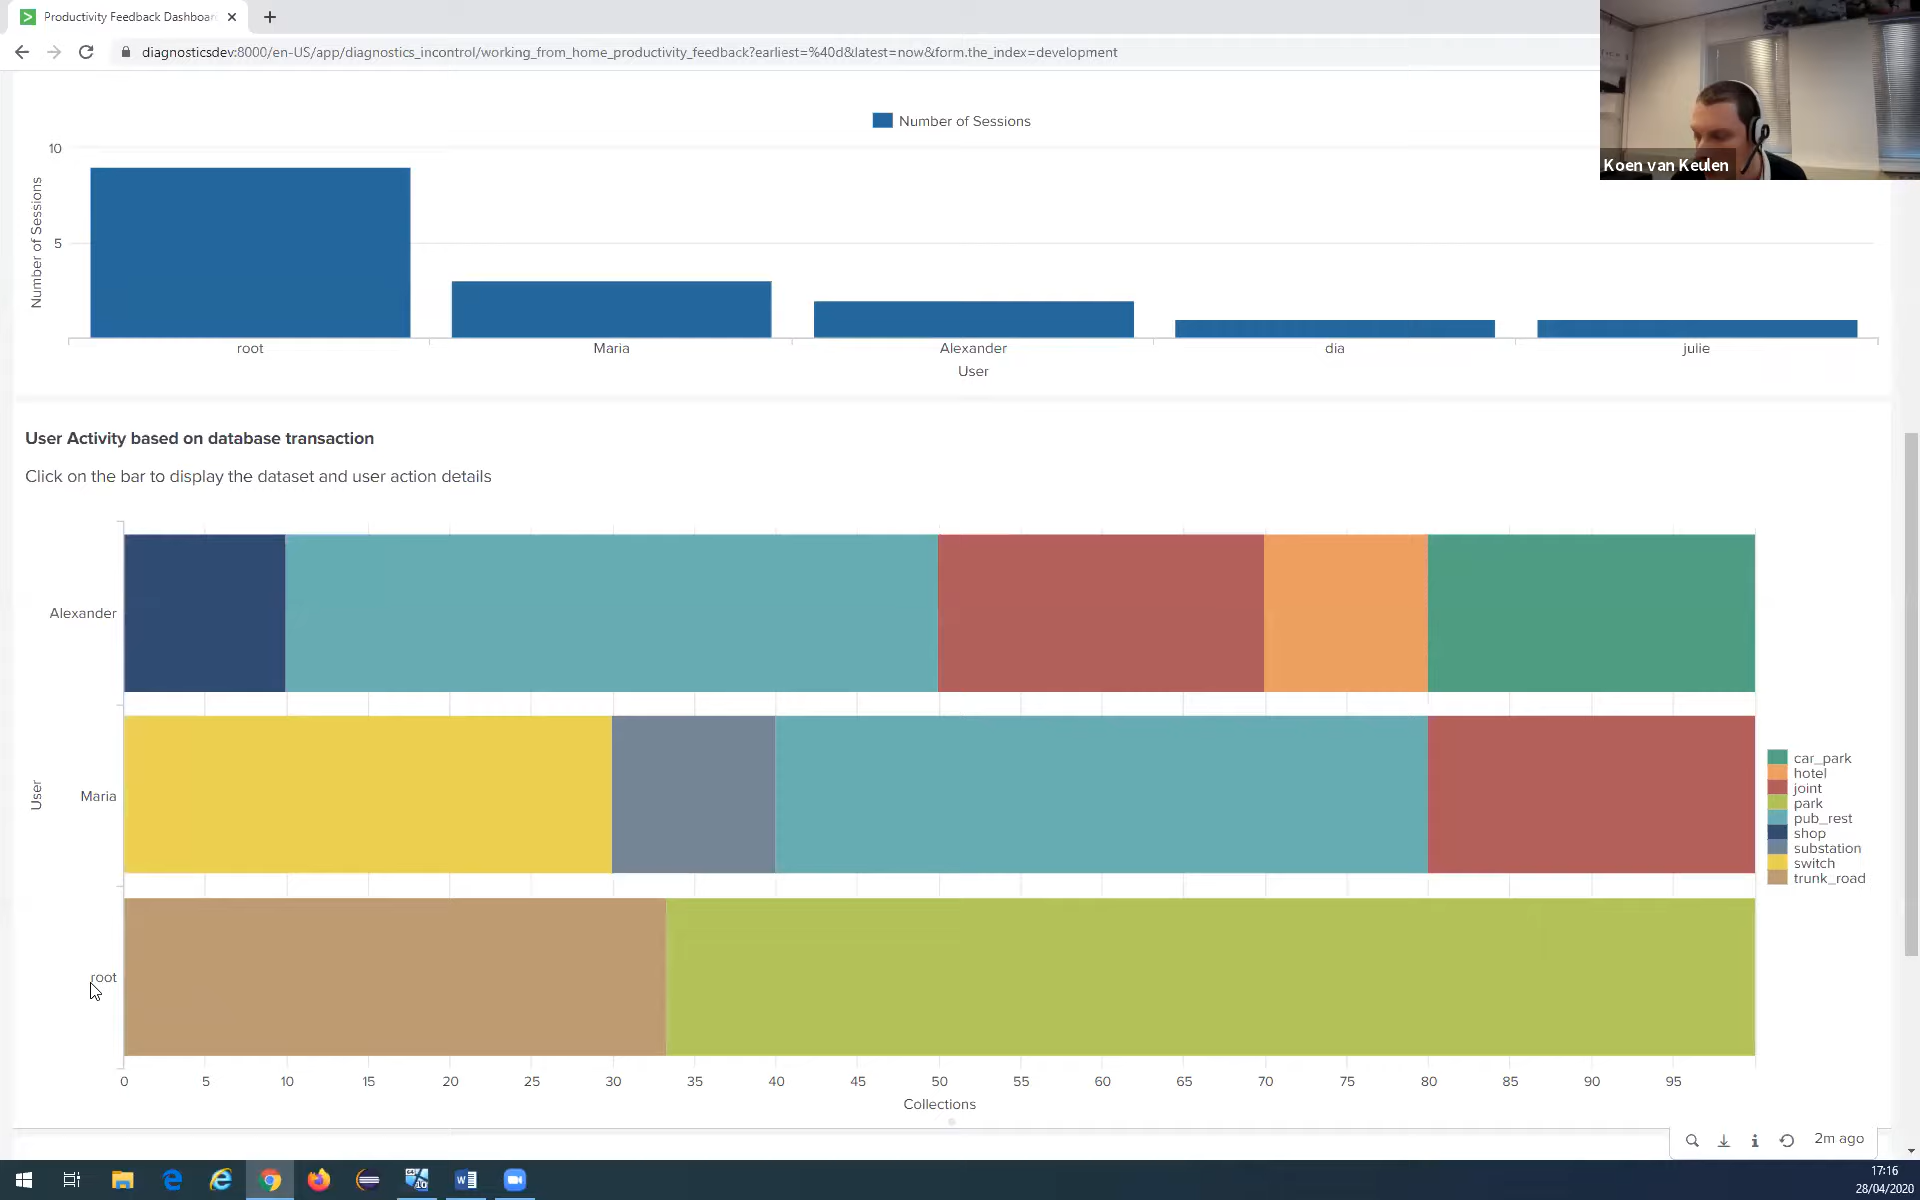 Productivity Feedback Dashboar
diagnosticsdev:8000/en-US/app/diagnostics_incontrol/working_from_home_productivity_feedback?earliest=%40d&latest=now&form.the_index=development
Koen van Keulen
Number of Sessions
10
5
Number of Sessions
root Maria Alexander dia julie
User
User Activity based on database transaction
Click on the bar to display the dataset and user action details
Alexander
Maria
root
User
car_park
hotel
joint
park
pub_rest
shop
substation
switch
trunk_road
0 5 10 15 20 25 30 35 40 45 50 55 60 65 70 75 80 85 90 95
Collections
2m ago
17:16
28/04/2020